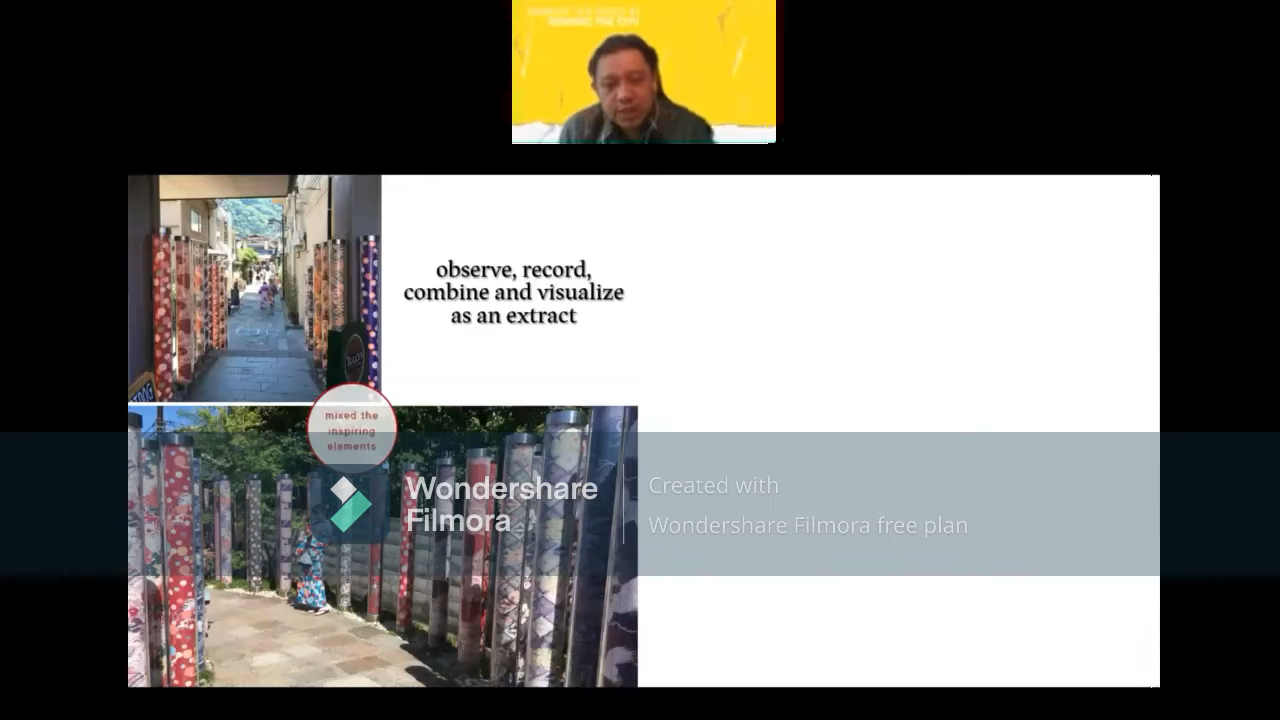 observe, record,
combine and visualize
as an extract
mixed the
inspiring
elements
Wondershare
Filmora
Created with
Wondershare Filmora free plan